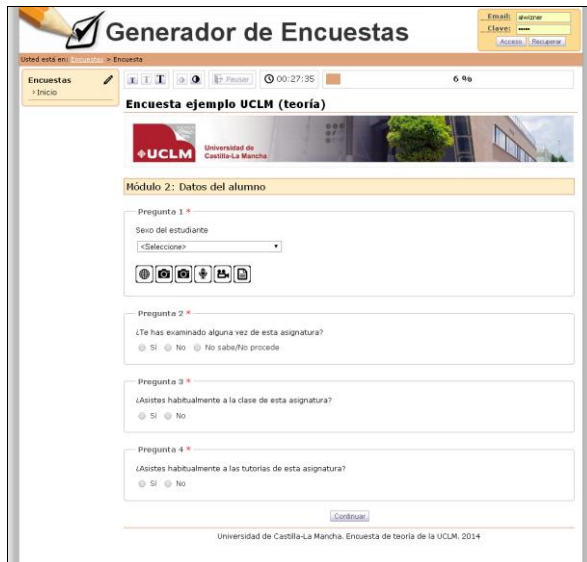 Generador de Encuestas
Email: alwizner
Clave: •••••
Acceso Recuperar
Usted está en: Encuestas > Encuesta
Encuestas
› Inicio
T T T Pausar 00:27:35 6 %
Encuesta ejemplo UCLM (teoría)
UCLM Universidad de
Castilla-La Mancha
Módulo 2: Datos del alumno
Pregunta 1 *
Sexo del estudiante
<Seleccione>
Pregunta 2 *
¿Te has examinado alguna vez de esta asignatura?
Sí No No sabe/No procede
Pregunta 3 *
¿Asistes habitualmente a la clase de esta asignatura?
Sí No
Pregunta 4 *
¿Asistes habitualmente a las tutorías de esta asignatura?
Sí No
Continuar
Universidad de Castilla-La Mancha. Encuesta de teoría de la UCLM. 2014